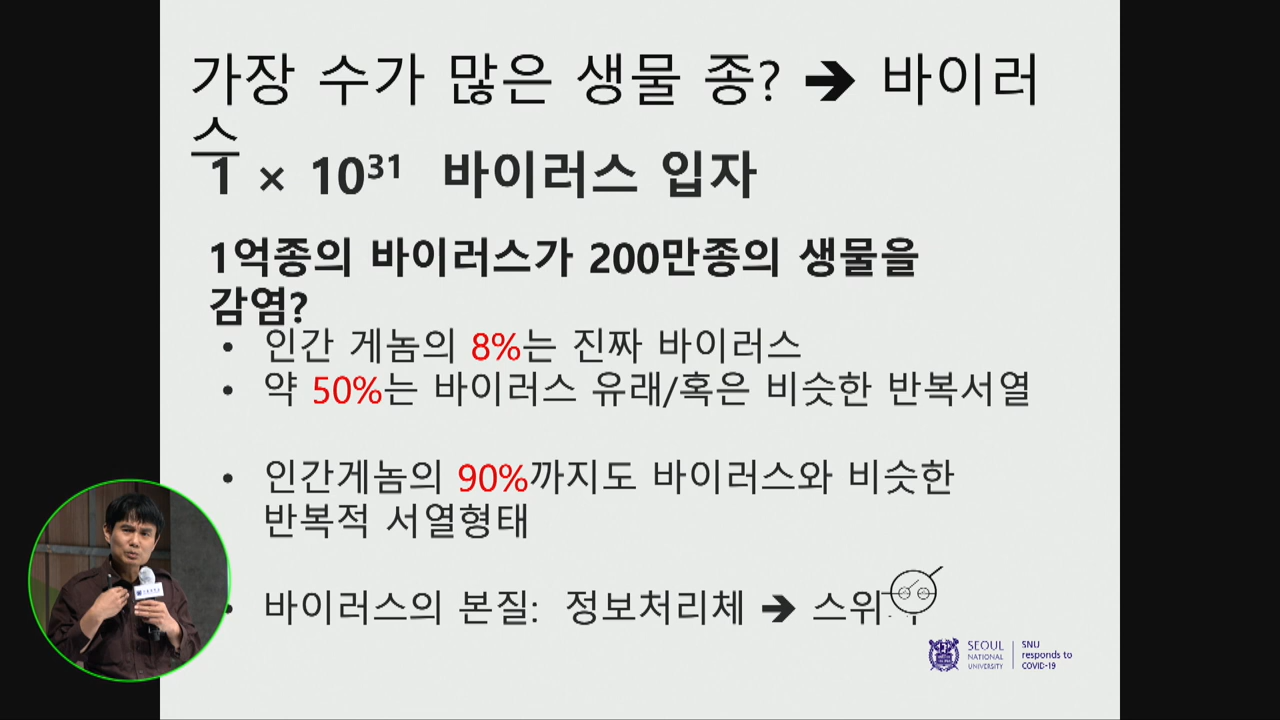 가장 수가 많은 생물 종? ➔ 바이러
스
1 × 10³¹ 바이러스 입자
1억종의 바이러스가 200만종의 생물을
감염?
• 인간 게놈의 8%는 진짜 바이러스
• 약 50%는 바이러스 유래/혹은 비슷한 반복서열
• 인간게놈의 90%까지도 바이러스와 비슷한
반복적 서열형태
• 바이러스의 본질: 정보처리체 ➔ 스위
SEOUL
NATIONAL
UNIVERSITY
SNU
responds to
COVID-19